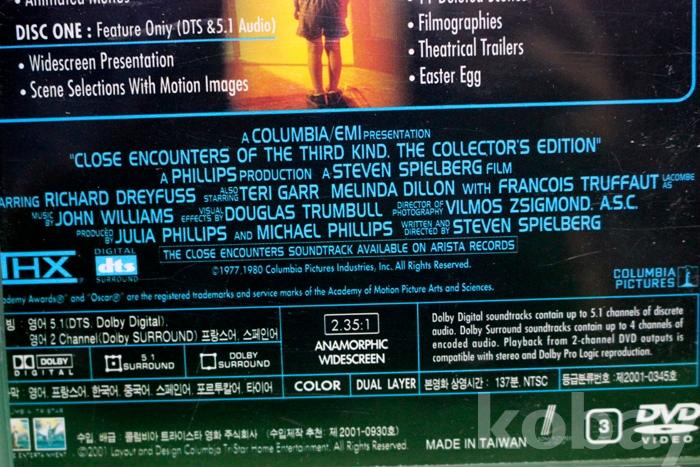 • Animated Menus
DISC ONE : Feature Oniy (DTS &5.1 Audio)
• Widescreen Presentation
• Scene Selections With Motion Images
• 11 Deleted Scenes
• Filmographies
• Theatrical Trailers
• Easter Egg
A COLUMBIA/EMI PRESENTATION
"CLOSE ENCOUNTERS OF THE THIRD KIND, THE COLLECTOR'S EDITION"
A PHILLIPS PRODUCTION A STEVEN SPIELBERG FILM
ARRING RICHARD DREYFUSS ALSO STARRING TERI GARR MELINDA DILLON WITH FRANCOIS TRUFFAUT AS LACOMBE
MUSIC BY JOHN WILLIAMS VISUAL EFFECTS BY DOUGLAS TRUMBULL DIRECTOR OF PHOTOGRAPHY VILMOS ZSIGMOND, A.S.C.
PRODUCED BY JULIA PHILLIPS AND MICHAEL PHILLIPS WRITTEN AND DIRECTED BY STEVEN SPIELBERG
THE CLOSE ENCOUNTERS SOUNDTRACK AVAILABLE ON ARISTA RECORDS
©1977,1980 Columbia Pictures Industries, Inc. All Rights Reserved.
THX
DIGITAL dts SURROUND
COLUMBIA PICTURES
ademy Awards® and "Oscar® are the registered trademarks and service marks of the Academy of Motion Picture Arts and Sciences.
빙 : 영어 5.1(DTS, Dolby Digital),
영어 2 Channel(Dolby SURROUND) 프랑스어, 스페인어
DOLBY DIGITAL
5.1 SURROUND
DOLBY SURROUND
막 : 영어, 프랑스어, 한국어, 중국어, 스페인어, 포르투칼어, 타이어
2.35:1
ANAMORPHIC WIDESCREEN
COLOR
DUAL LAYER
Dolby Digital soundtracks contain up to 5.1 channels of discrete
audio. Dolby Surround soundtracks contain up to 4 channels of
encoded audio. Playback from 2-channel DVD outputs is
compatible with stereo and Dolby Pro Logic reproduction.
본영화 상영시간 : 137분, NTSC
등급분류번호 : 제2001-0345호
수입, 배급 : 콜럼비아 트라이스타 영화 주식회사 (수입제작 추천: 제2001-0930호)
©2001 Layout and Design Columbia Tri-Star Home Entertainment. All Rights Reserved.
MADE IN TAIWAN
3
DVD VIDEO
kobay